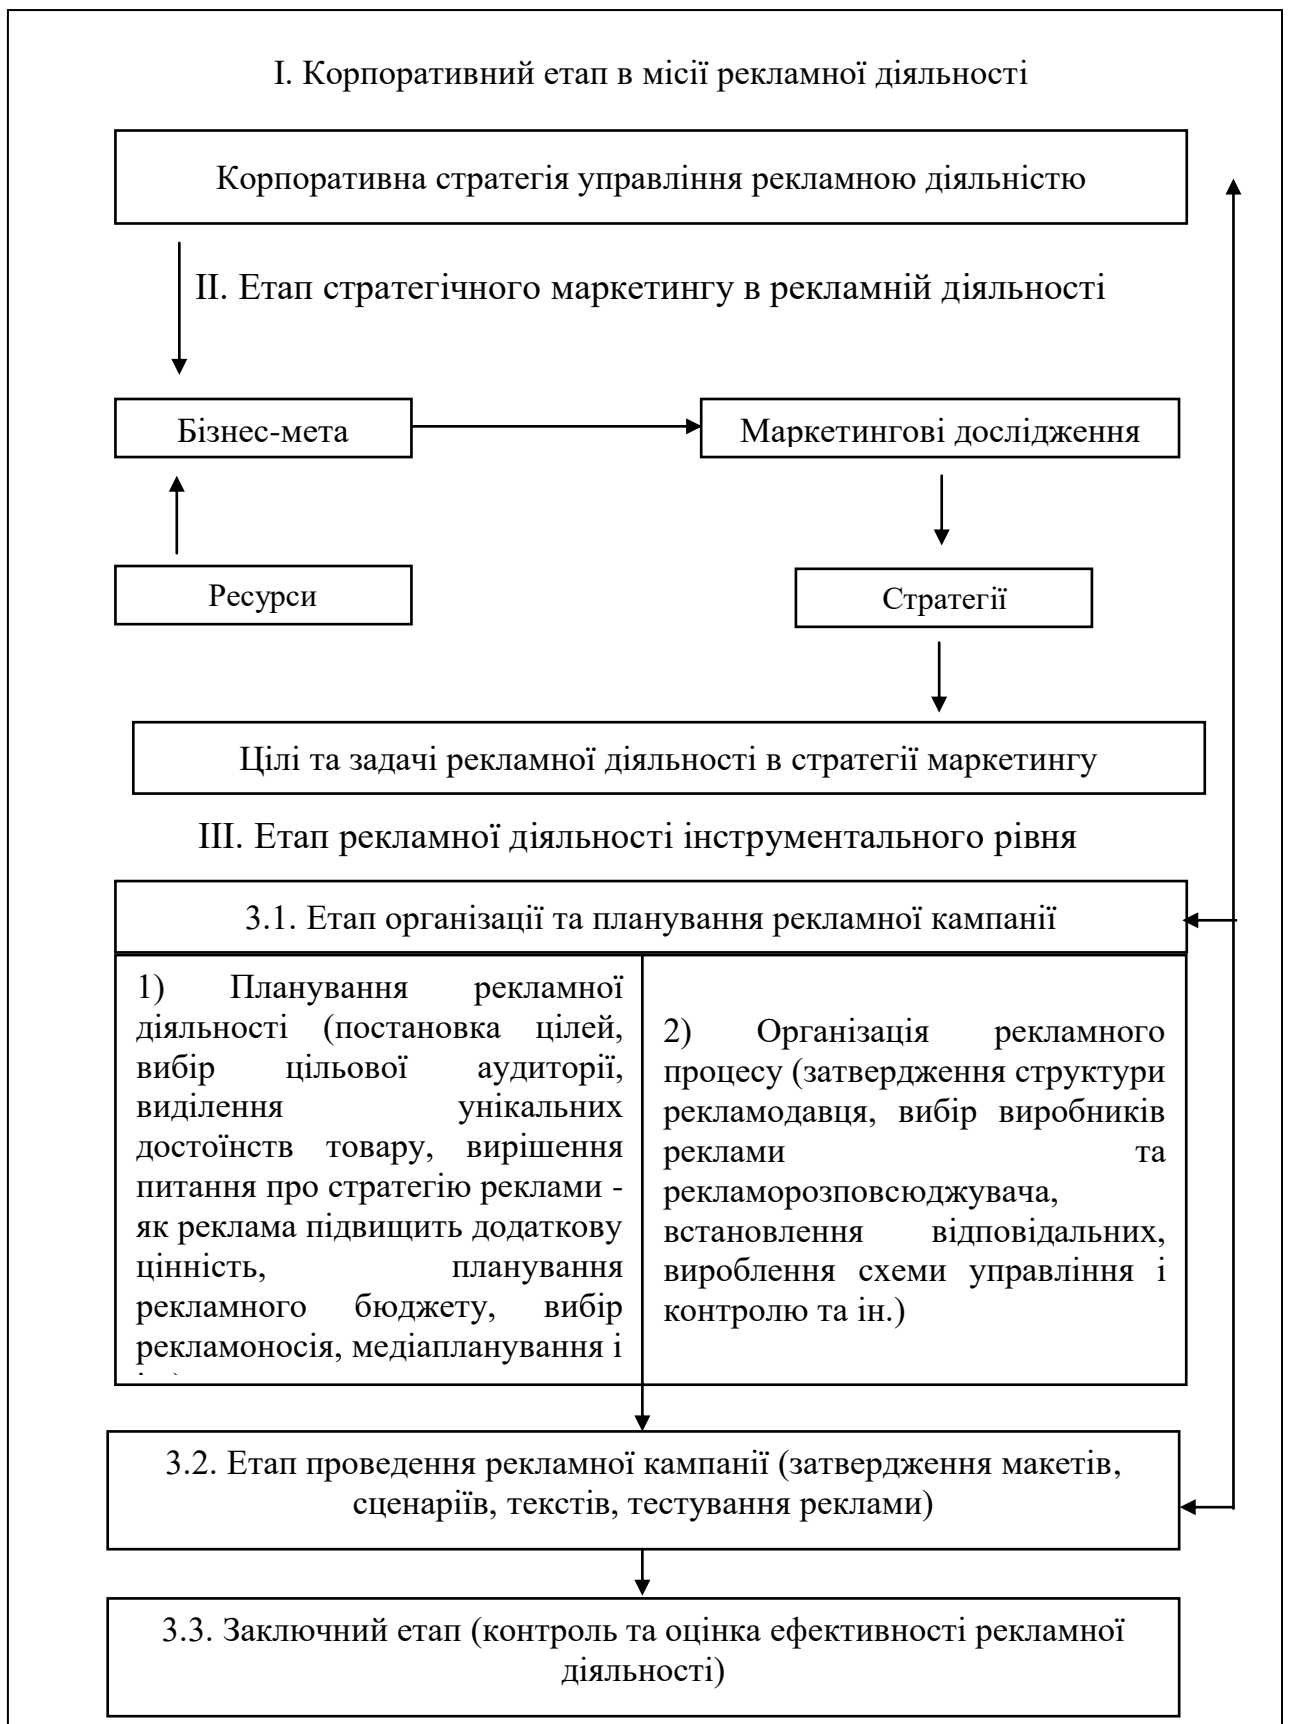 І. Корпоративний етап в місії рекламної діяльності
Корпоративна стратегія управління рекламною діяльністю
ІІ. Етап стратегічного маркетингу в рекламній діяльності
Бізнес-мета
Маркетингові дослідження
Ресурси
Стратегії
Цілі та задачі рекламної діяльності в стратегії маркетингу
ІІІ. Етап рекламної діяльності інструментального рівня
3.1. Етап організації та планування рекламної кампанії
1) Планування рекламної
діяльності (постановка цілей,
вибір цільової аудиторії,
виділення унікальних
достоїнств товару, вирішення
питання про стратегію реклами -
як реклама підвищить додаткову
цінність, планування
рекламного бюджету, вибір
рекламоносія, медіапланування і
2) Організація рекламного
процесу (затвердження структури
рекламодавця, вибір виробників
реклами та
рекламорозповсюджувача,
встановлення відповідальних,
вироблення схеми управління і
контролю та ін.)
3.2. Етап проведення рекламної кампанії (затвердження макетів,
сценаріїв, текстів, тестування реклами)
3.3. Заключний етап (контроль та оцінка ефективності рекламної
діяльності)